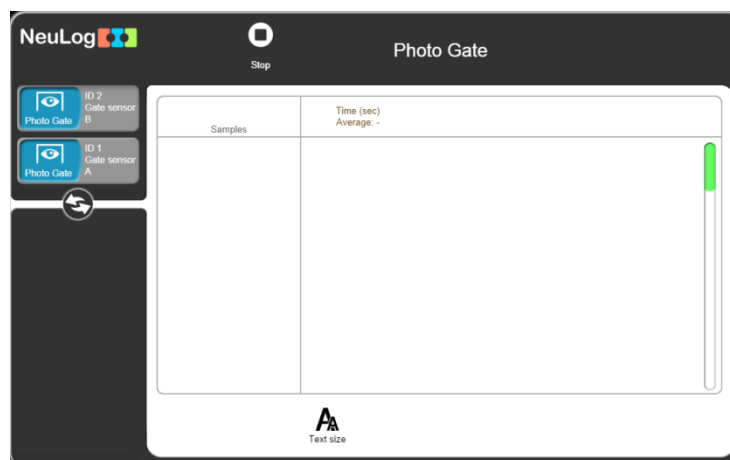 NeuLog
Stop
Photo Gate
Photo Gate
ID 2
Gate sensor
B
Photo Gate
ID 1
Gate sensor
A
Samples
Time (sec)
Average: -
Text size